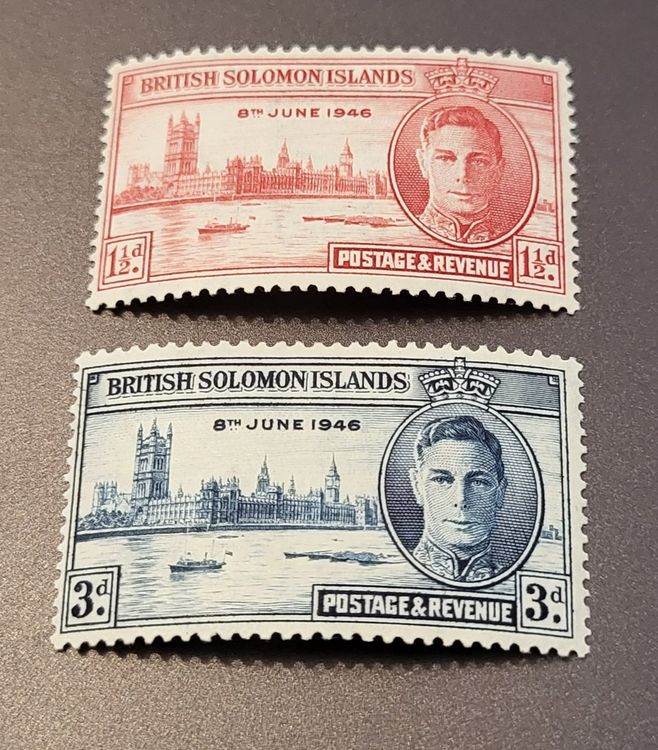 BRITISH SOLOMON ISLANDS
8TH JUNE 1946
1½d.
POSTAGE & REVENUE
1½d.
BRITISH SOLOMON ISLANDS
8TH JUNE 1946
3d.
POSTAGE & REVENUE
3d.